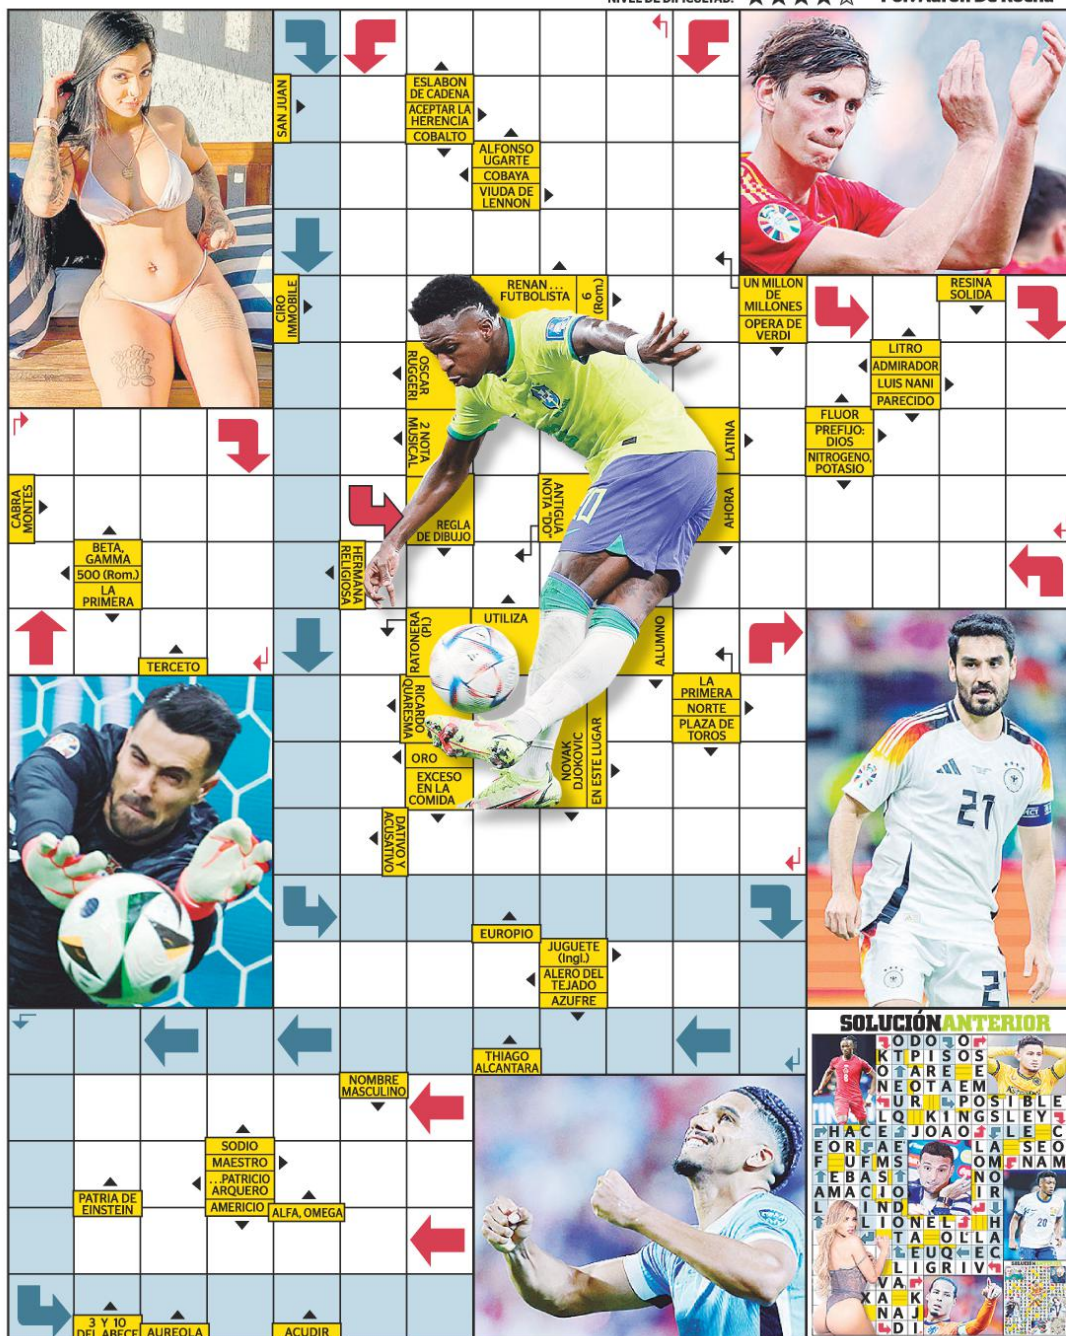 ESLABON
DE CADENA
ACEPTAR LA
HERENCIA
COBALTO
SAN JUAN
ALFONSO
UGARTE
COBAYA
VIUDA DE
LENNON
CIRO
IMMOBILE
RENAN ...
FUTBOLISTA
6
(Rom.)
UN MILLON
DE
MILLONES
OPERA DE
VERDI
RESINA
SOLIDA
OSCAR
RUGGERI
LITRO
ADMIRADOR
LUIS NANI
PARECIDO
2 NOTA
MUSICAL
LATINA
FLUOR
PREFIJO:
DIOS
NITROGENO,
POTASIO
CABRA
MONTES
REGLA
DE DIBUJO
ANTIGUA
NOTA "DO"
AHORA
BETA,
GAMMA
500 (Rom.)
LA
PRIMERA
HERMANA
RELIGIOSA
RATONERA
(Pl.)
UTILIZA
ALUMNO
TERCETO
RICARDO
QUARESMA
LA
PRIMERA
NORTE
PLAZA DE
TOROS
ORO
EXCESO
EN LA
COMIDA
NOVAK
DJOKOVIC
EN ESTE LUGAR
21
DATIVO Y
ACUSATIVO
EUROPIO
JUGUETE
(Ingl.)
ALERO DEL
TEJADO
AZUFRE
THIAGO
ALCANTARA
SOLUCIÓN ANTERIOR
NOMBRE
MASCULINO
SODIO
MAESTRO
...PATRICIO
ARQUERO
AMERICIO
PATRIA DE
EINSTEIN
ALFA, OMEGA
3 Y 10
AUREOLA
ACUDIR